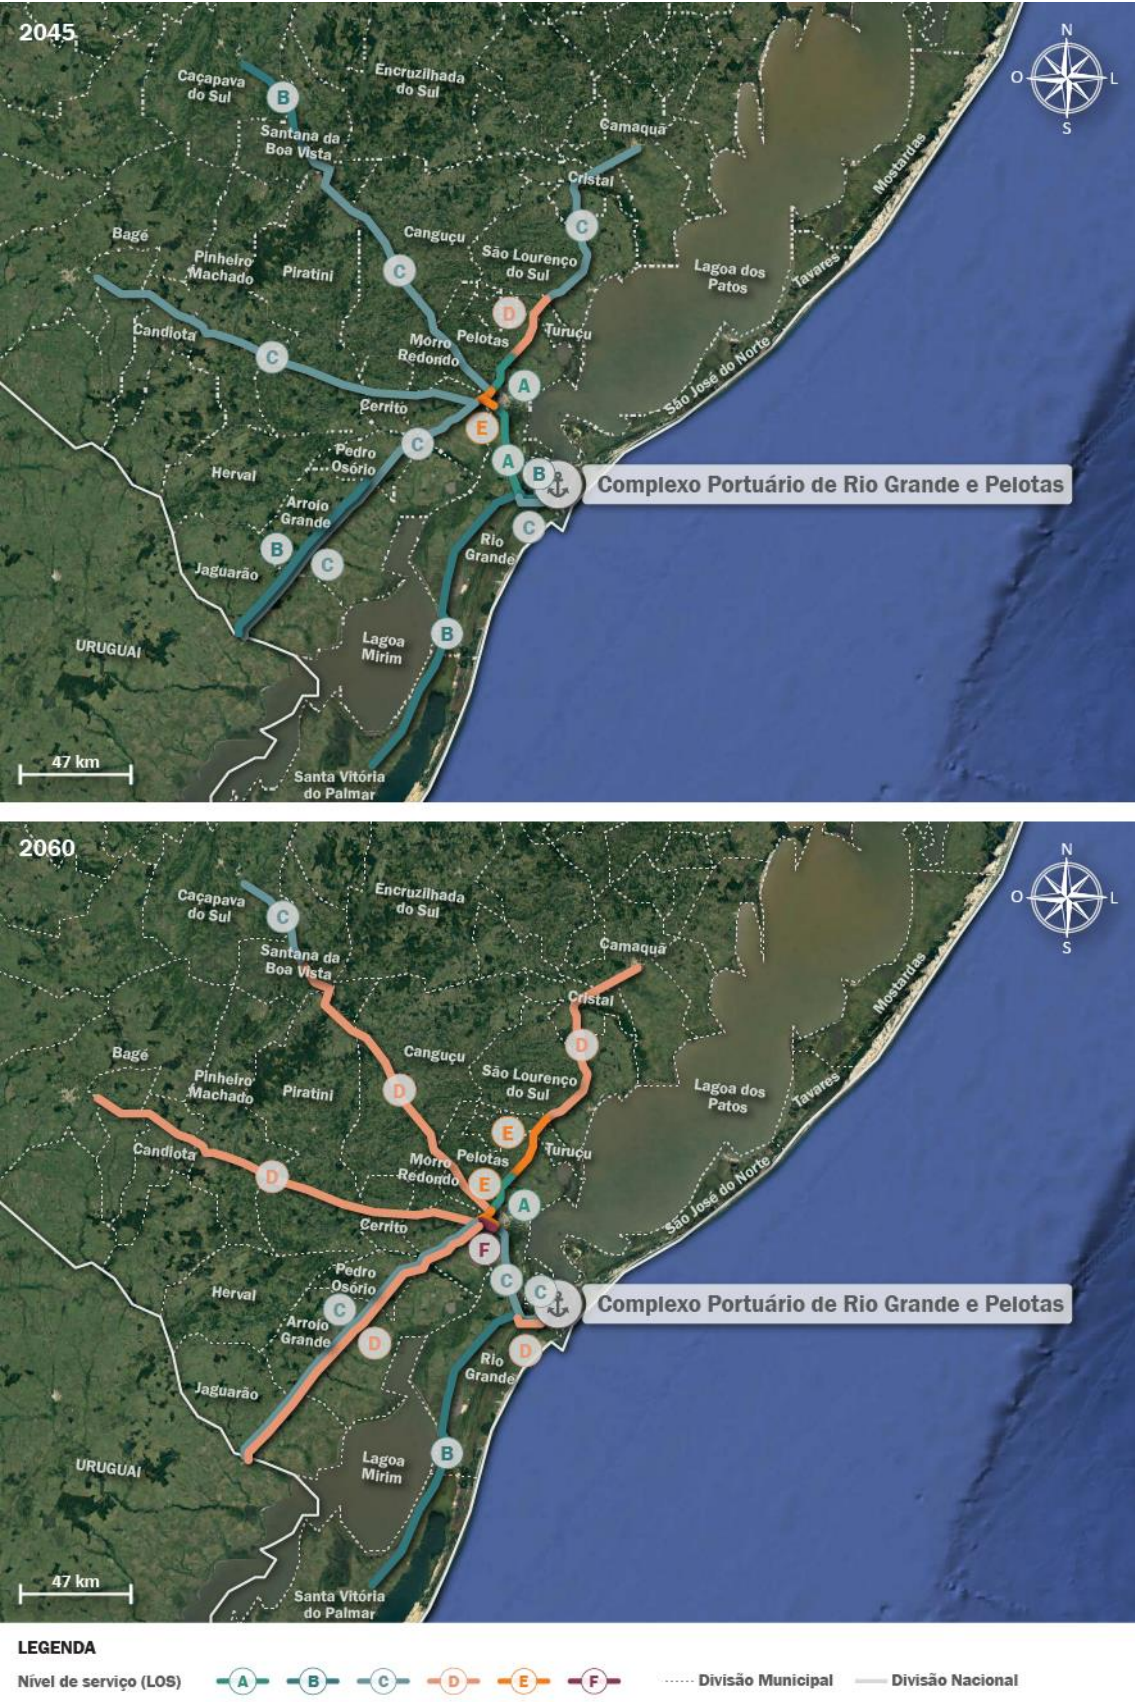 2045
N
O
L
S
Caçapava
do Sul
B
Encruzilhada
do Sul
Santana da
Boa Vista
Camaquã
Cristal
Mostardas
Bagé
Pinheiro
Machado
Piratini
Canguçu
C
São Lourenço
do Sul
C
Lagoa dos
Patos
Tavares
D
Candiota
C
Morro
Redondo
Pelotas
Turuçu
A
São José do Norte
Cerrito
E
C
Pedro
Osório
Herval
A
B
Complexo Portuário de Rio Grande e Pelotas
Arroio
Grande
C
Rio
Grande
B
C
Jaguarão
URUGUAI
Lagoa
Mirim
B
47 km
Santa Vitória
do Palmar
2060
N
O
L
S
Caçapava
do Sul
C
Encruzilhada
do Sul
Santana da
Boa Vista
Camaquã
Cristal
Mostardas
Bagé
Pinheiro
Machado
Piratini
Canguçu
D
São Lourenço
do Sul
D
Lagoa dos
Patos
Tavares
E
Candiota
D
Morro
Redondo
Pelotas
Turuçu
E
A
São José do Norte
Cerrito
F
Pedro
Osório
Herval
C
C
C
Complexo Portuário de Rio Grande e Pelotas
Arroio
Grande
D
D
Rio
Grande
Jaguarão
URUGUAI
Lagoa
Mirim
B
47 km
Santa Vitória
do Palmar
LEGENDA
Nível de serviço (LOS) A B C D E F Divisão Municipal Divisão Nacional